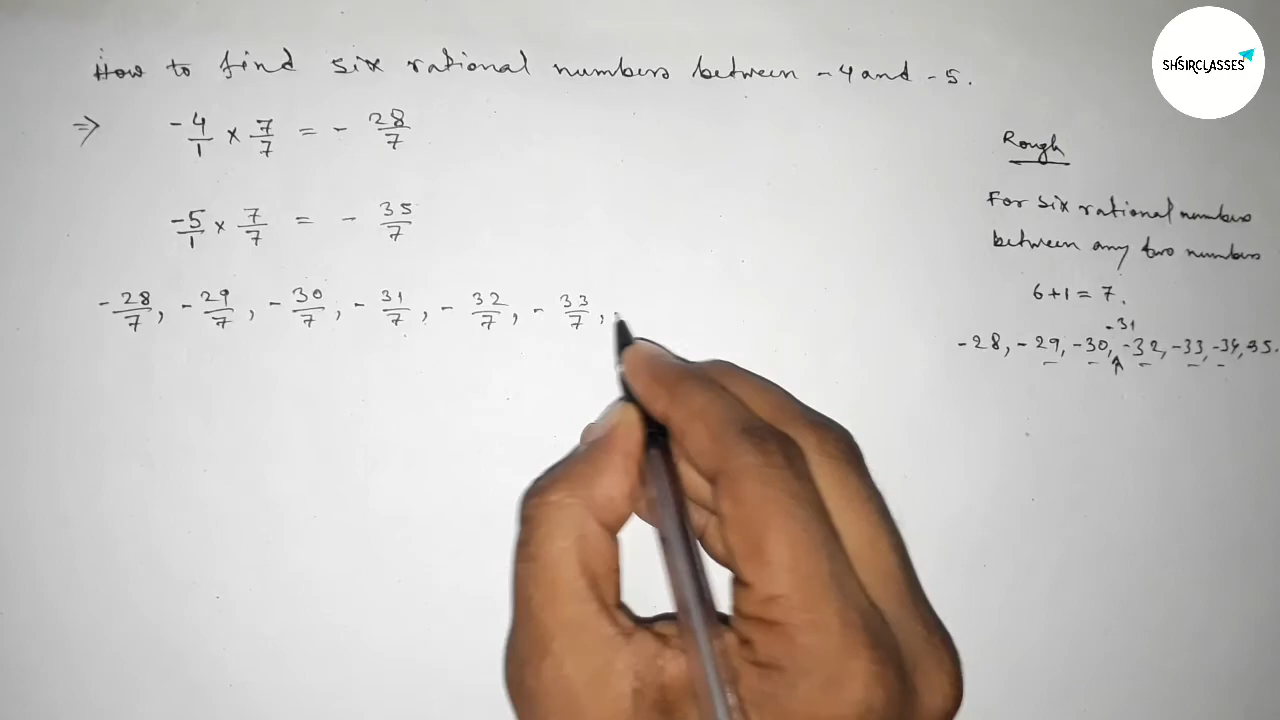 How to find six rational numbers between -4 and -5.
⇒ -4/1 × 7/7 = - 28/7
-5/1 × 7/7 = - 35/7
-28/7, -29/7, -30/7, -31/7, -32/7, -33/7,
SHSIRCLASSES
Rough
For six rational numbers
between any two numbers
6+1=7.
-31
-28, -29, -30, -32, -33, -34, 35.